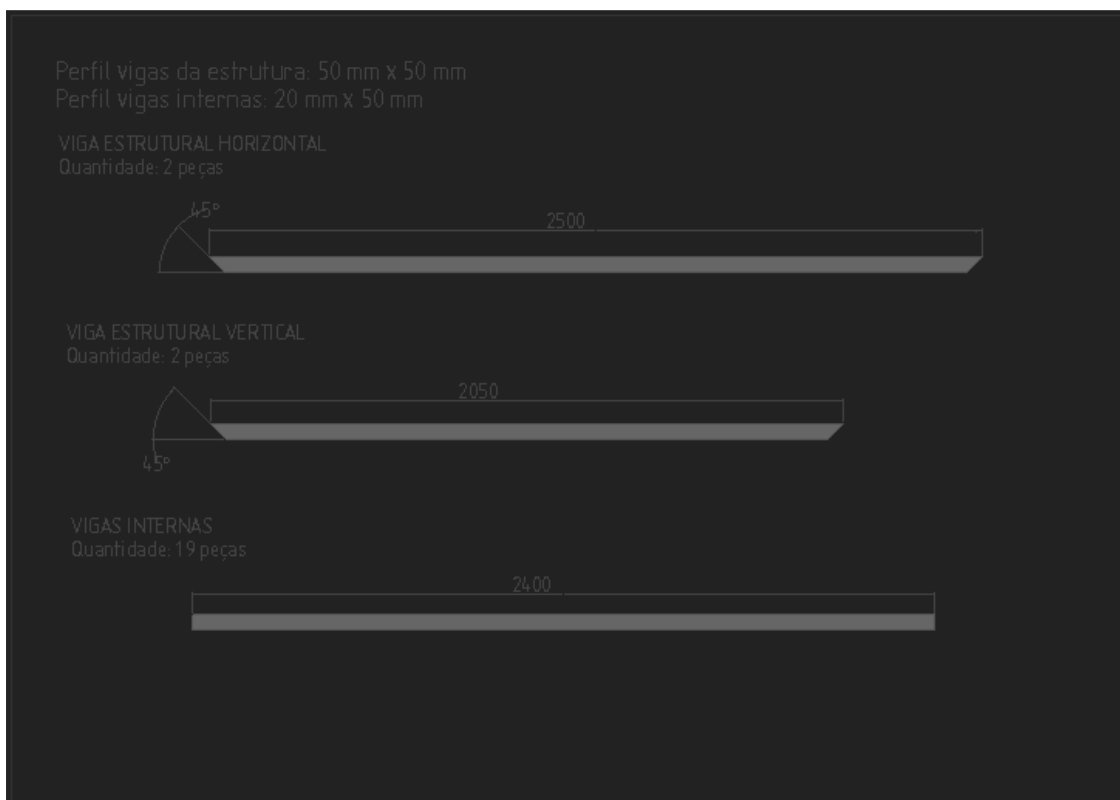 Perfil vigas da estrutura: 50 mm x 50 mm
Perfil vigas internas: 20 mm x 50 mm
VIGA ESTRUTURAL HORIZONTAL
Quantidade: 2 peças
45°
2500
VIGA ESTRUTURAL VERTICAL
Quantidade: 2 peças
2050
45°
VIGAS INTERNAS
Quantidade: 19 peças
2400